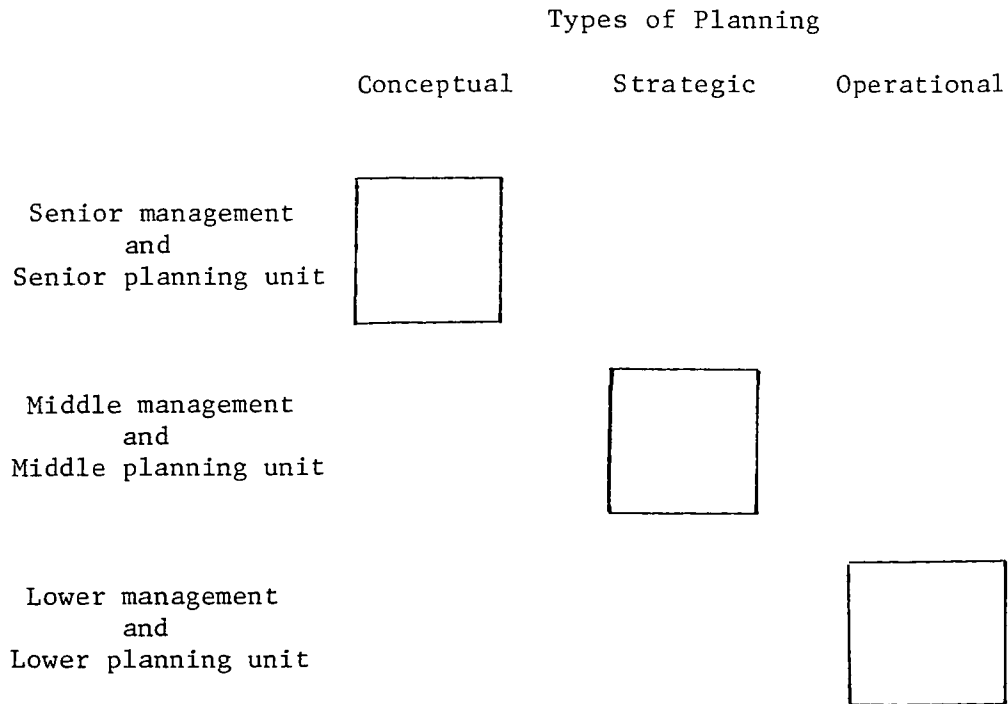 Types of Planning
Conceptual Strategic Operational
Senior management
and
Senior planning unit
Middle management
and
Middle planning unit
Lower management
and
Lower planning unit